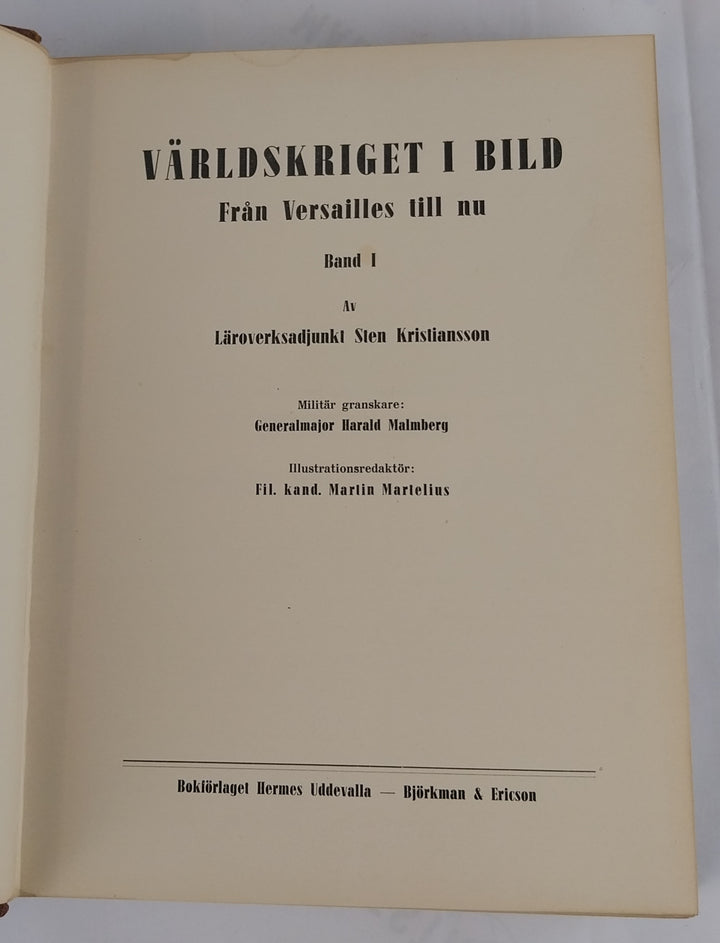 VÄRLDSKRIGET I BILD
Från Versailles till nu
Band I
Av
Läroverksadjunkt Sten Kristiansson
Militär granskare:
Generalmajor Harald Malmberg
Illustrationsredaktör:
Fil. kand. Martin Martelius
Bokförlaget Hermes Uddevalla — Björkman & Ericson